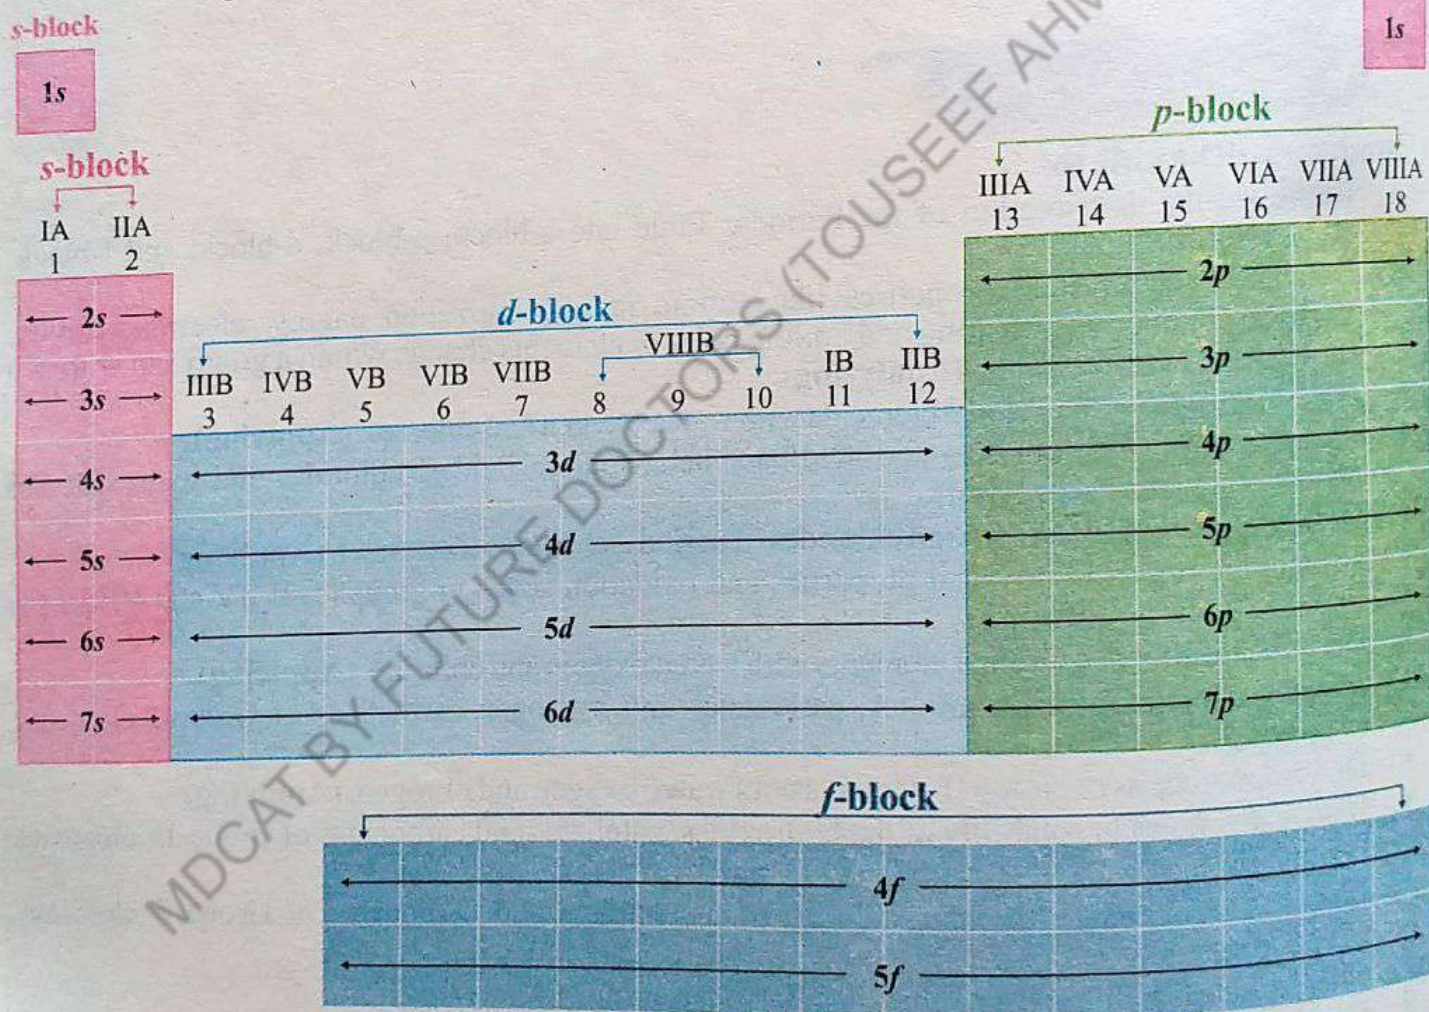 s-block
1s
1s
s-block
IA IIA
1 2
p-block
IIIA IVA VA VIA VIIA VIIIA
13 14 15 16 17 18
d-block
VIIIB
IIIB IVB VB VIB VIIB IB IIB
3 4 5 6 7 8 9 10 11 12
2s
3s
4s
5s
6s
7s
3d
4d
5d
6d
2p
3p
4p
5p
6p
7p
f-block
4f
5f
MDCAT BY FUTURE DOCTORS (TOUSEEF AHM